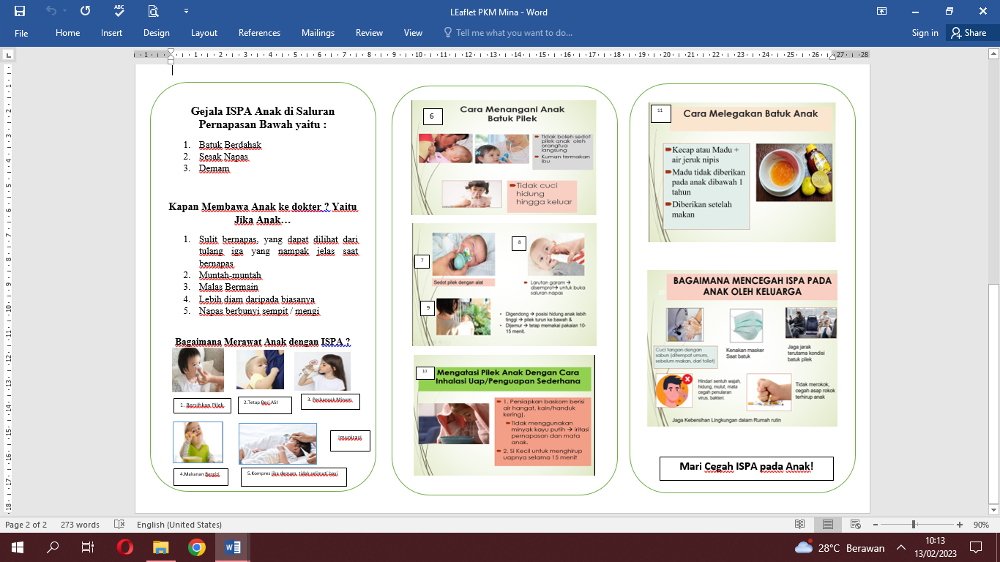 LEaflet PKM Mina - Word
File Home Insert Design Layout References Mailings Review View Tell me what you want to do... Sign in Share
Gejala ISPA Anak di Saluran
Pernapasan Bawah yaitu :
1. Batuk Berdahak
2. Sesak Napas
3. Demam
Kapan Membawa Anak ke dokter ? Yaitu
Jika Anak…
1. Sulit bernapas, yang dapat dilihat dari
tulang iga yang nampak jelas saat
bernapas
2. Muntah-muntah
3. Malas Bermain
4. Lebih diam daripada biasanya
5. Napas berbunyi sempit / mengi
Bagaimana Merawat Anak dengan ISPA ?
1. Bersihkan Pilek
2.Tetap Beri ASI
3. Perbanyak Minum
Imunisasi
4.Makanan Bergizi
5.Kompres jika demam, tidak selimuti bayi
6
Cara Menangani Anak
Batuk Pilek
Tidak boleh sedot
pilek anak oleh
orangtua
langsung
Kuman termakan
Ibu
Tidak cuci
hidung
hingga keluar
7
8
Sedot pilek dengan alat
Larutan garam →
disemprot→ untuk buka
saluran napas
9
Digendong → posisi hidung anak lebih
tinggi → pilek turun ke bawah &
Dijemur → tetap memakai pakaian 10-
15 menit.
10
Mengatasi Pilek Anak Dengan Cara
Inhalasi Uap/Penguapan Sederhana
1. Persiapkan baskom berisi
air hangat, kain/handuk
kering).
Tidak menggunakan
minyak kayu putih → iritasi
pernapasan dan mata
anak.
2. Si Kecil untuk menghirup
uapnya selama 15 menit
11
Cara Melegakan Batuk Anak
Kecap atau Madu +
air jeruk nipis
Madu tidak diberikan
pada anak dibawah 1
tahun
Diberikan setelah
makan
BAGAIMANA MENCEGAH ISPA PADA
ANAK OLEH KELUARGA
Cuci tangan dengan
sabun (ditempat umum,
sebelum makan, dari toilet)
Kenakan masker
Saat batuk
Jaga jarak
terutama kondisi
batuk pilek
Hindari sentuh wajah,
hidung, mulut, mata
cegah penularan
virus, bakteri.
Tidak merokok,
cegah asap rokok
terhirup anak
Jaga Kebersihan Lingkungan dalam Rumah rutin
Mari Cegah ISPA pada Anak!
Page 2 of 2 273 words English (United States) 90%
28°C Berawan
10:13
13/02/2023